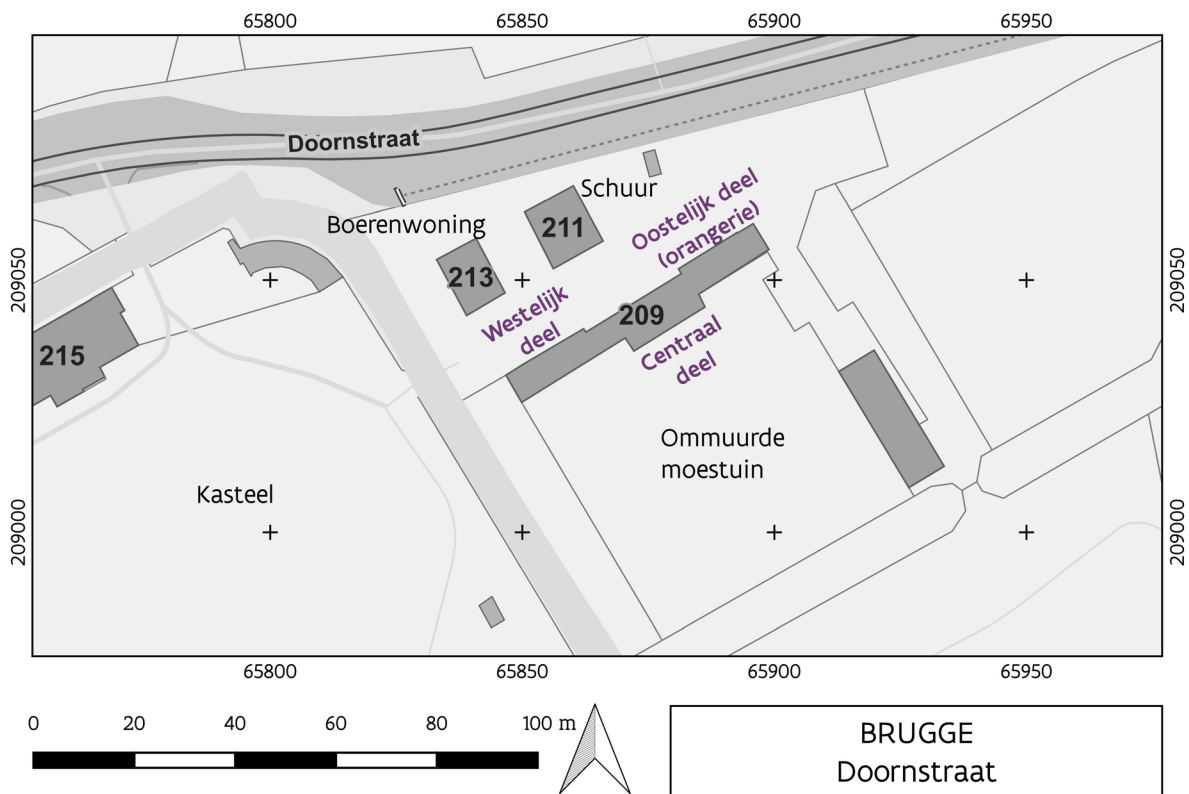 65800 65850 65900 65950
Doornstraat
Schuur
Boerenwoning
211
Oostelijk deel
(orangerie)
209050
209050
213
Westelijk
deel
209
Centraal
deel
215
Ommuurde
moestuin
Kasteel
209000
209000
65800 65850 65900 65950
0 20 40 60 80 100 m
BRUGGE
Doornstraat